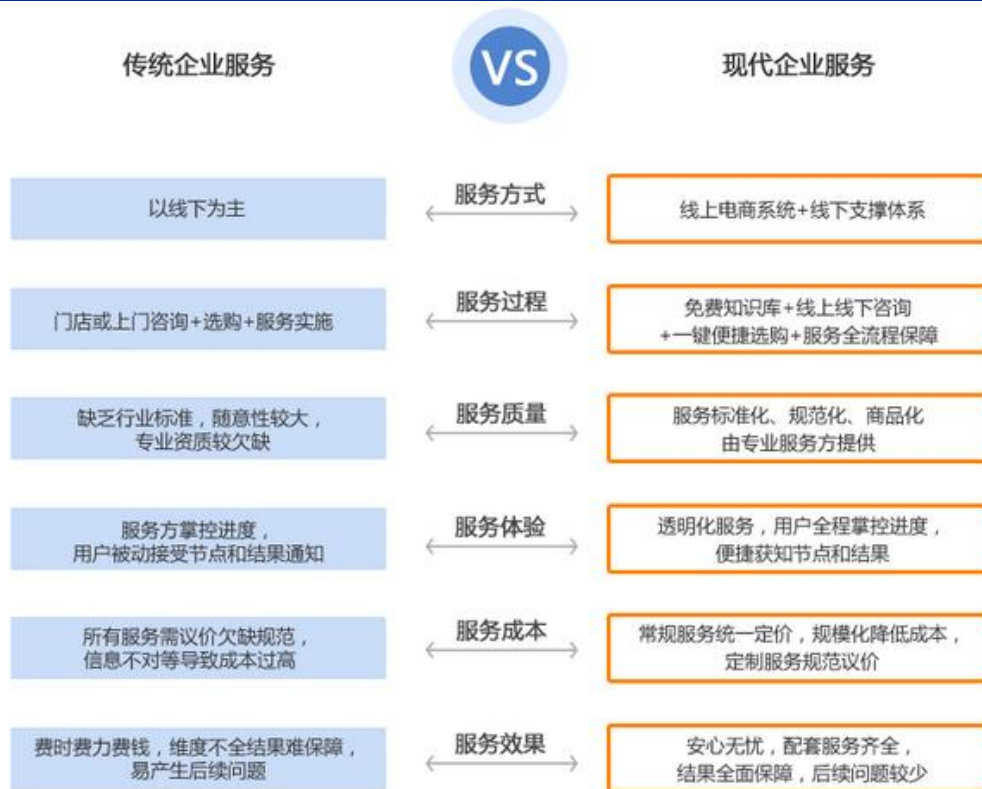 传统企业服务
VS
现代企业服务
服务方式
以线下为主
线上电商系统+线下支撑体系
服务过程
门店或上门咨询+选购+服务实施
免费知识库+线上线下咨询
+一键便捷选购+服务全流程保障
服务质量
缺乏行业标准，随意性较大，
专业资质较欠缺
服务标准化、规范化、商品化
由专业服务方提供
服务体验
服务方掌控进度，
用户被动接受节点和结果通知
透明化服务，用户全程掌控进度，
便捷获知节点和结果
服务成本
所有服务需议价欠缺规范，
信息不对等导致成本过高
常规服务统一定价，规模化降低成本，
定制服务规范议价
服务效果
费时费力费钱，维度不全结果难保障，
易产生后续问题
安心无忧，配套服务齐全，
结果全面保障，后续问题较少